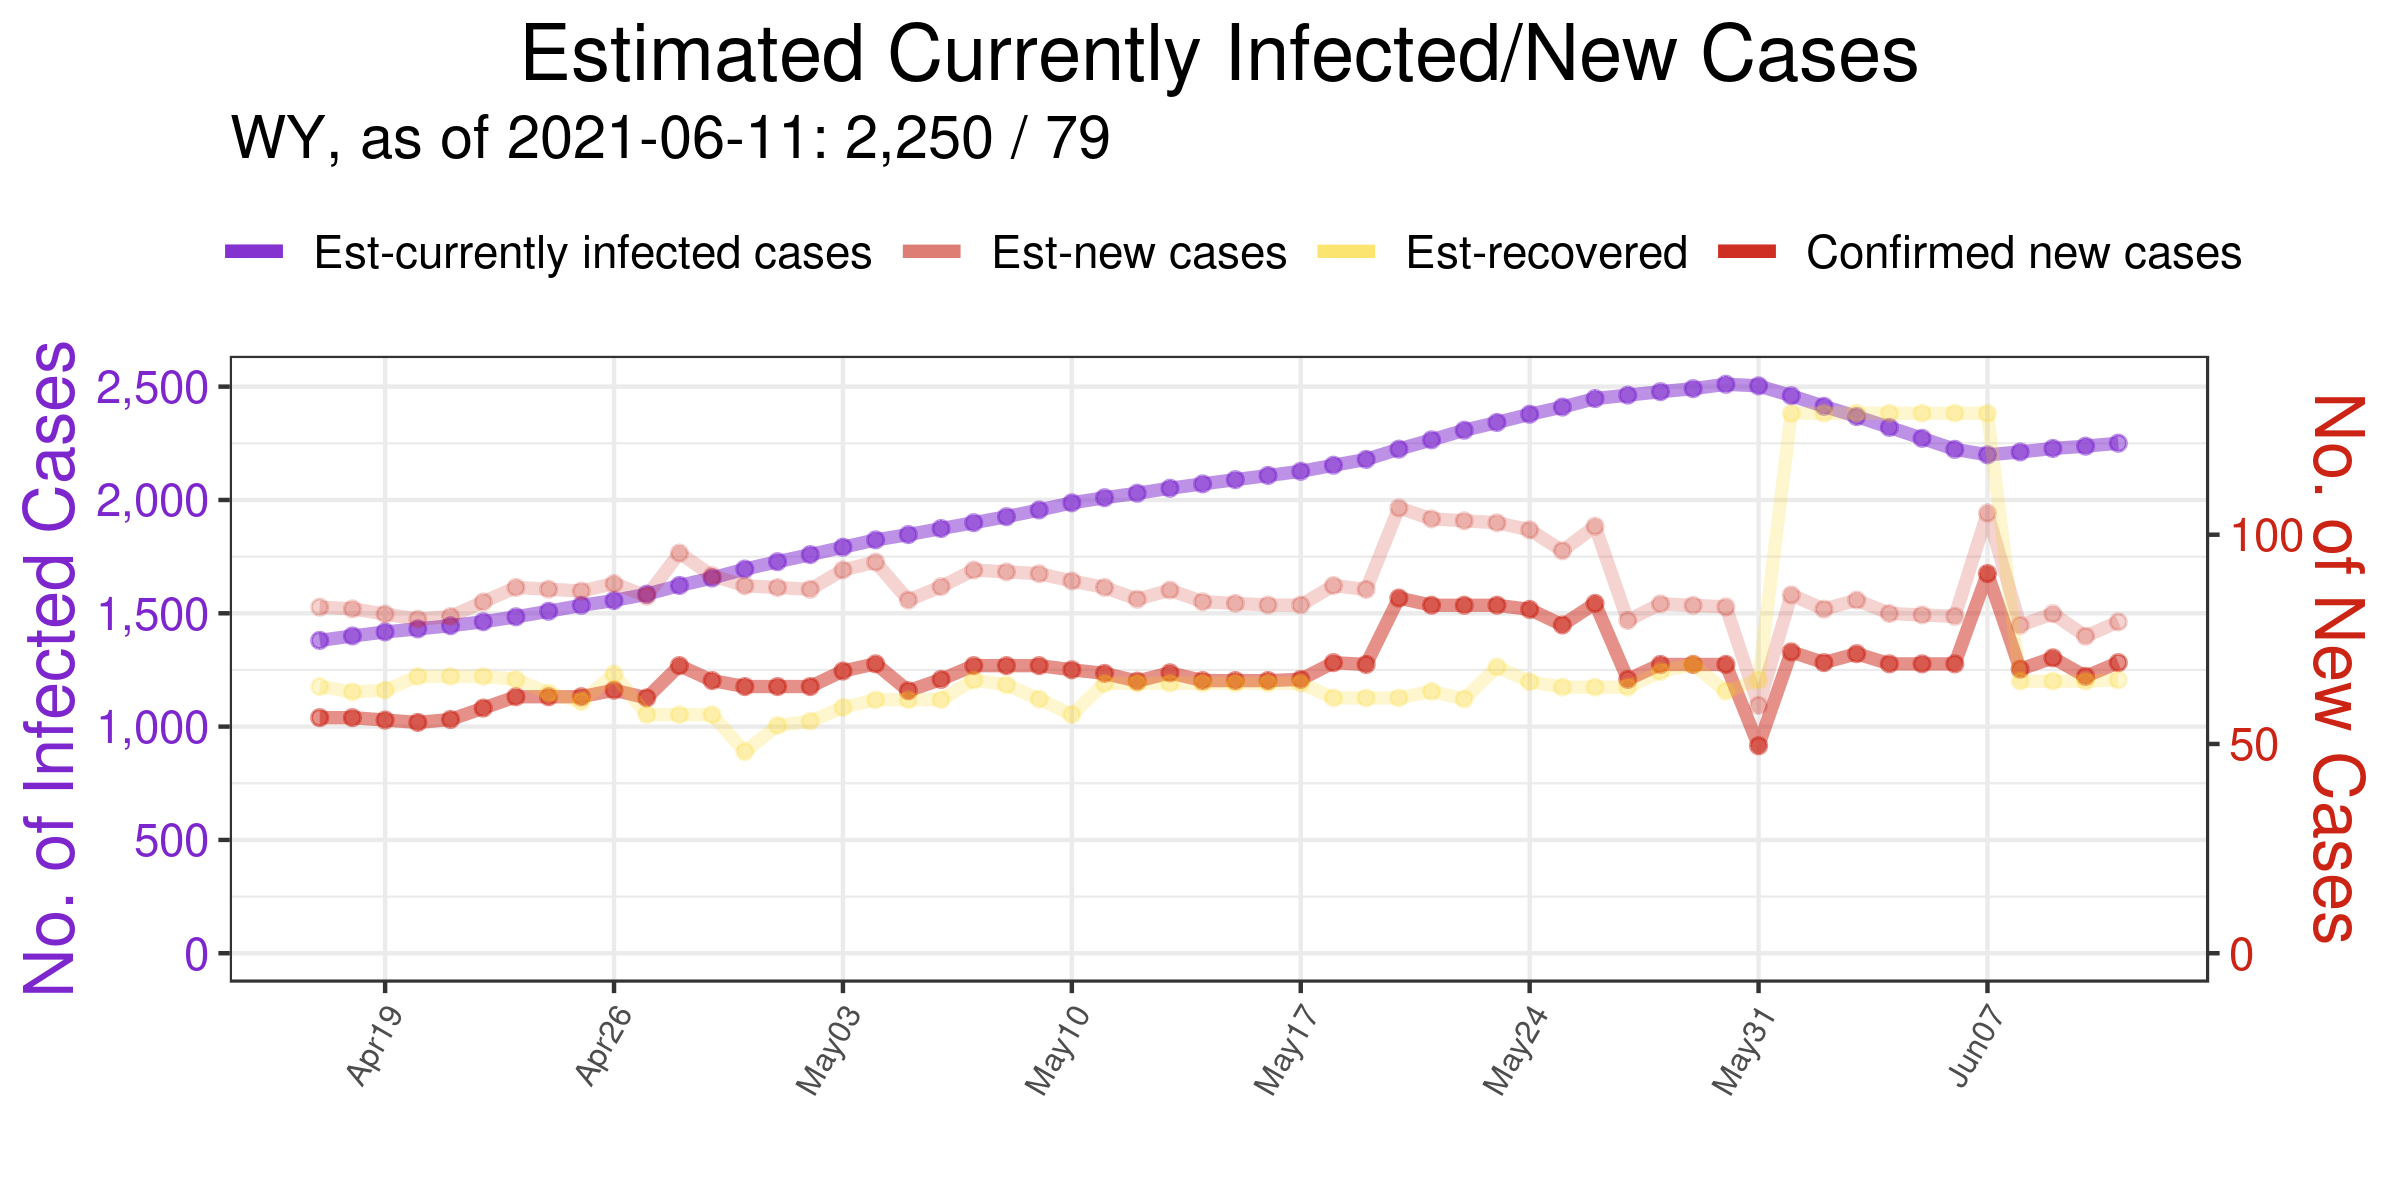 Estimated Currently Infected/New Cases
WY, as of 2021-06-11: 2,250 / 79
Est-currently infected cases Est-new cases Est-recovered Confirmed new cases
No. of Infected Cases
2,500
2,000
1,500
1,000
500
0
100
50
0
No. of New Cases
Apr19 Apr26 May03 May10 May17 May24 May31 Jun07